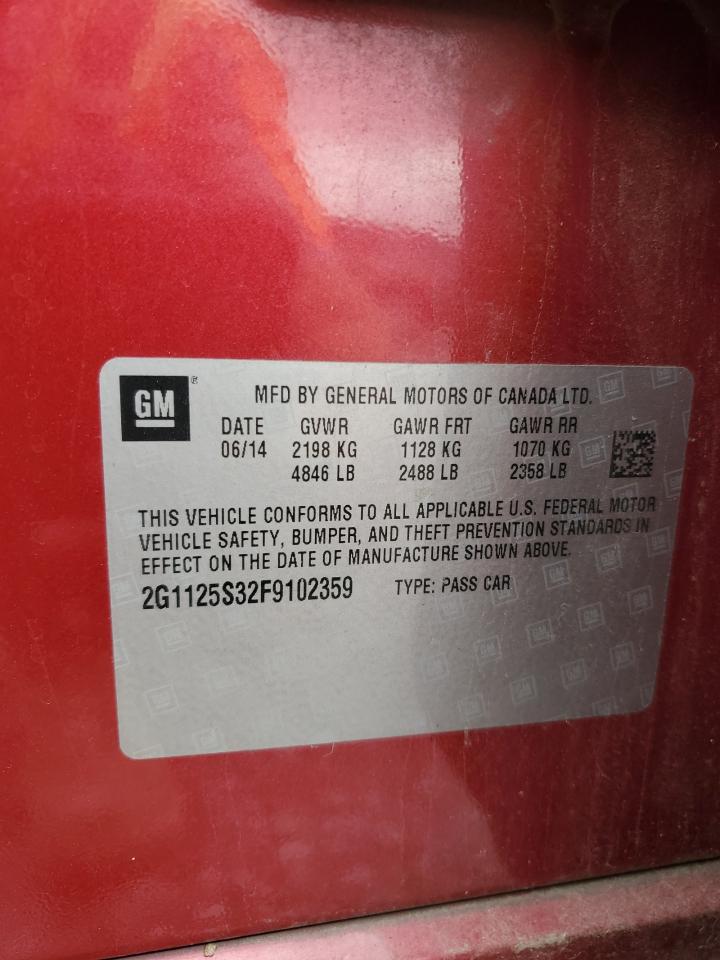 GM®
MFD BY GENERAL MOTORS OF CANADA LTD.
DATE GVWR GAWR FRT GAWR RR
06/14 2198 KG 1128 KG 1070 KG
4846 LB 2488 LB 2358 LB
THIS VEHICLE CONFORMS TO ALL APPLICABLE U.S. FEDERAL MOTOR
VEHICLE SAFETY, BUMPER, AND THEFT PREVENTION STANDARDS IN
EFFECT ON THE DATE OF MANUFACTURE SHOWN ABOVE.
2G1125S32F9102359 TYPE: PASS CAR